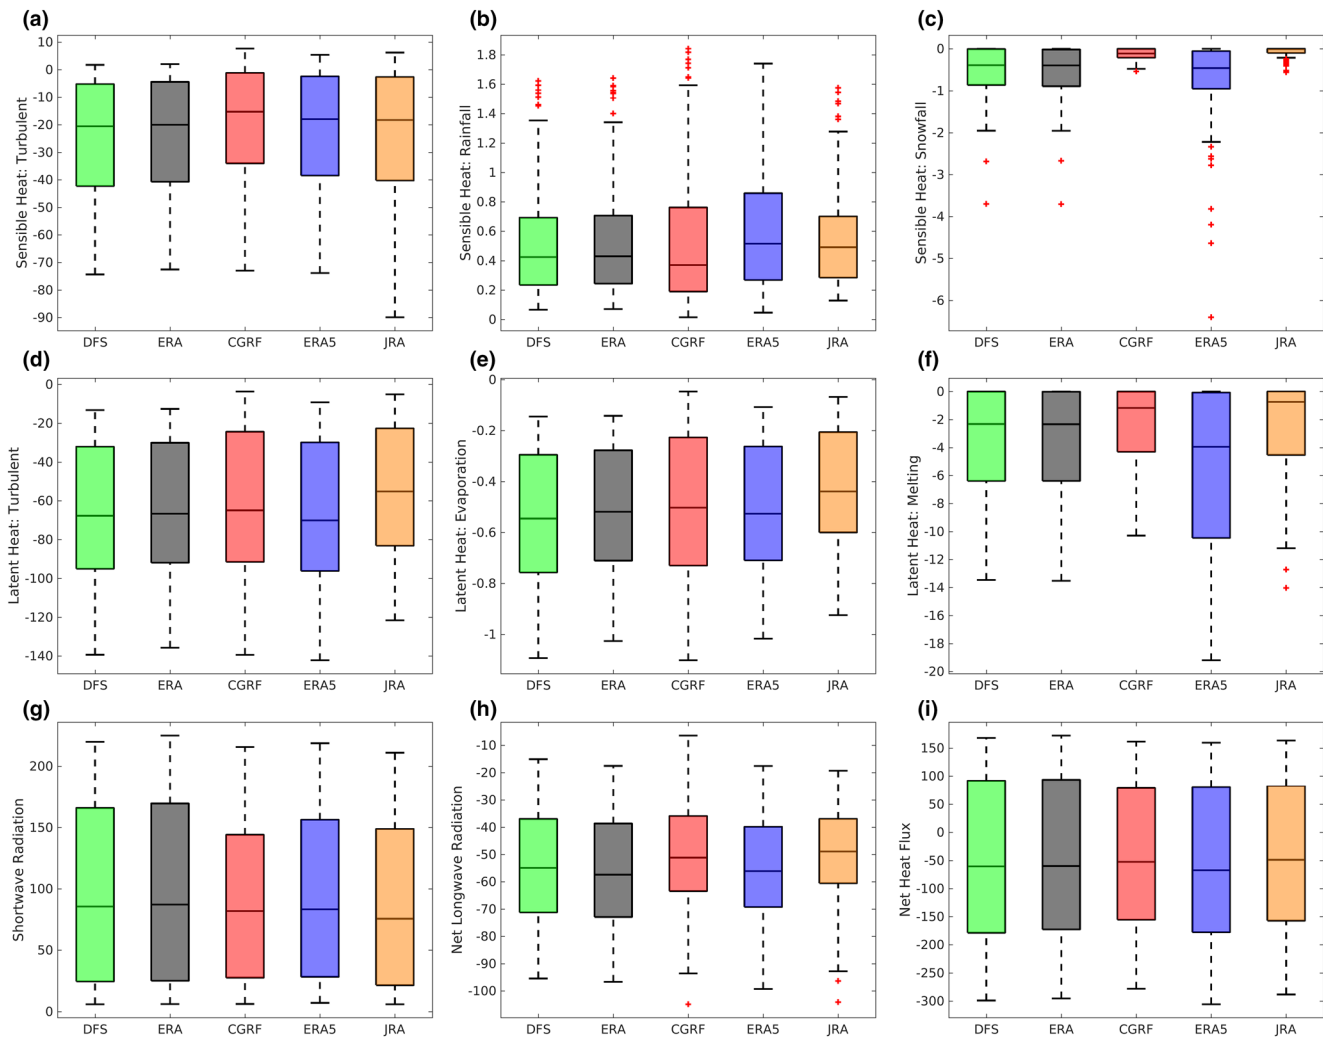 (a)
Sensible Heat: Turbulent
10
0
-10
-20
-30
-40
-50
-60
-70
-80
-90
DFS ERA CGRF ERA5 JRA
(b)
Sensible Heat: Rainfall
1.8
1.6
1.4
1.2
1
0.8
0.6
0.4
0.2
0
DFS ERA CGRF ERA5 JRA
(c)
Sensible Heat: Snowfall
0
-1
-2
-3
-4
-5
-6
DFS ERA CGRF ERA5 JRA
(d)
Latent Heat: Turbulent
0
-20
-40
-60
-80
-100
-120
-140
DFS ERA CGRF ERA5 JRA
(e)
Latent Heat: Evaporation
0
-0.2
-0.4
-0.6
-0.8
-1
DFS ERA CGRF ERA5 JRA
(f)
Latent Heat: Melting
0
-2
-4
-6
-8
-10
-12
-14
-16
-18
-20
DFS ERA CGRF ERA5 JRA
(g)
Shortwave Radiation
200
150
100
50
0
DFS ERA CGRF ERA5 JRA
(h)
Net Longwave Radiation
-10
-20
-30
-40
-50
-60
-70
-80
-90
-100
DFS ERA CGRF ERA5 JRA
(i)
Net Heat Flux
150
100
50
0
-50
-100
-150
-200
-250
-300
DFS ERA CGRF ERA5 JRA